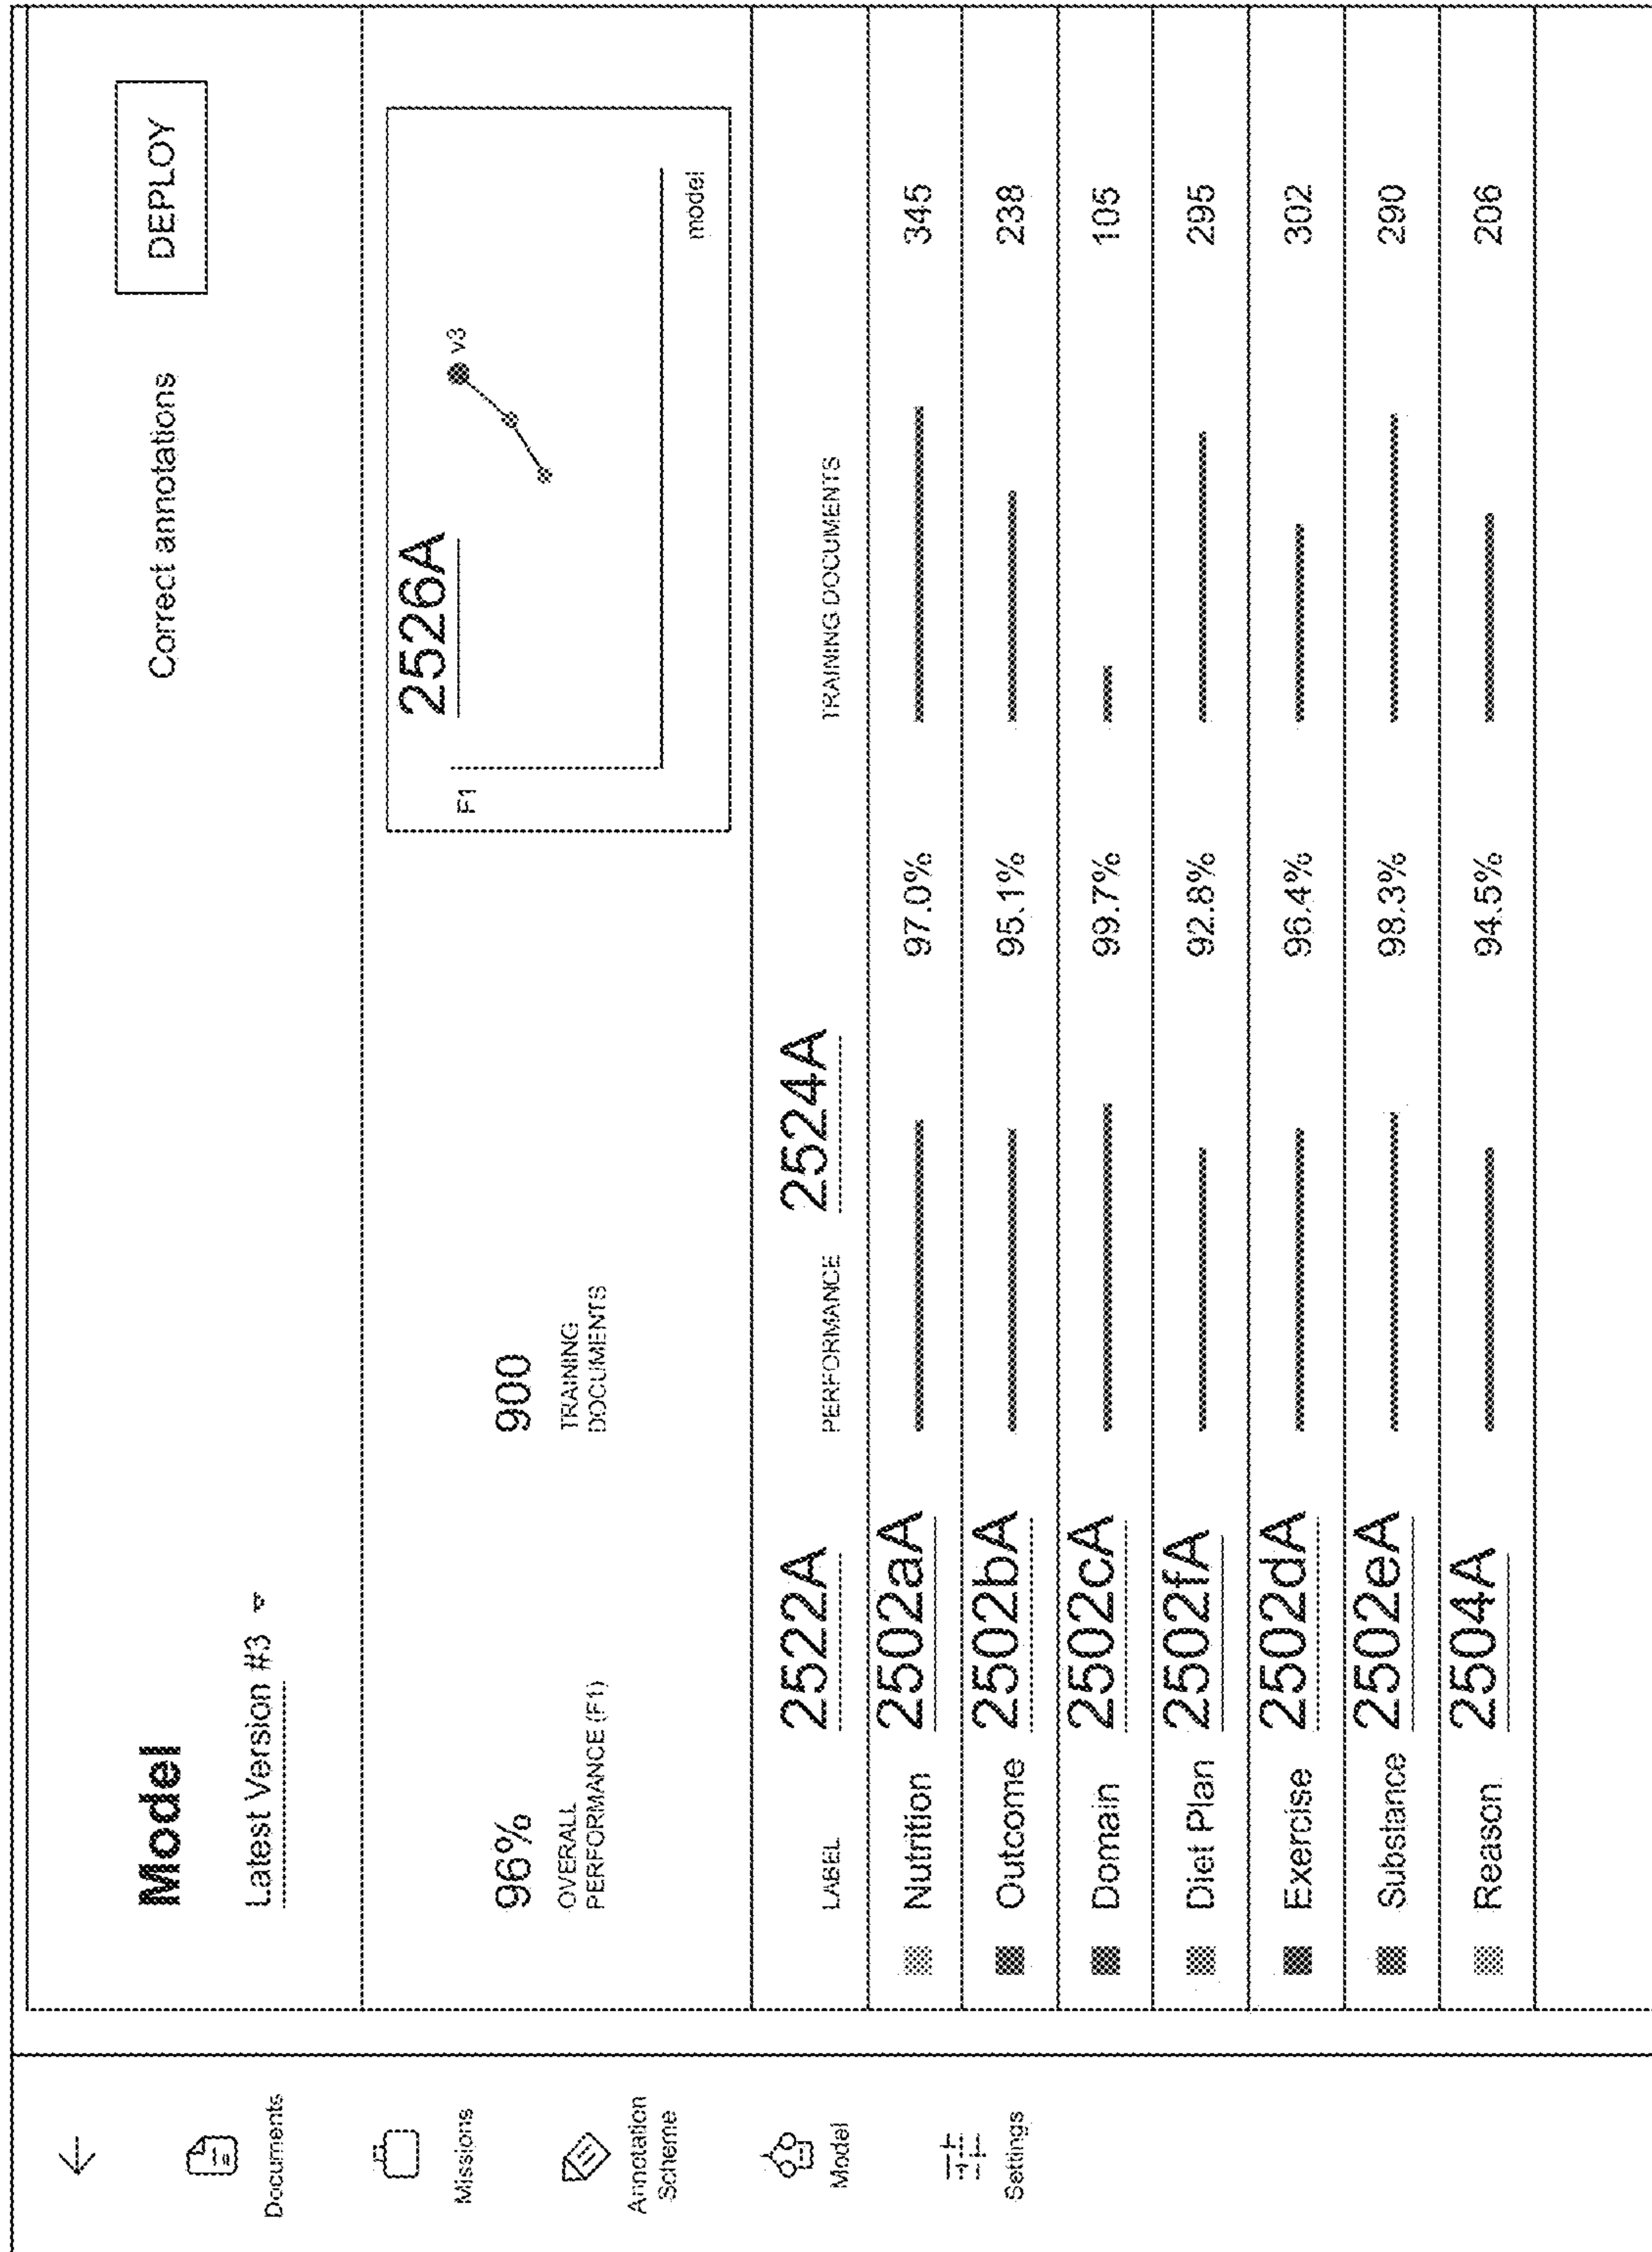 Documents
Missions
Annotation
Scheme
Model
Settings
Model
Correct annotations
DEPLOY
Latest Version #3
96%
OVERALL
PERFORMANCE (F1)
900
TRAINING
DOCUMENTS
2526A
F1
v3
model
LABEL 2522A PERFORMANCE 2524A TRAINING DOCUMENTS
Nutrition 2502aA 97.0% 345
Outcome 2502bA 95.1% 238
Domain 2502cA 99.7% 105
Diet Plan 2502fA 92.8% 295
Exercise 2502dA 96.4% 302
Substance 2502eA 98.3% 290
Reason 2504A 94.5% 206